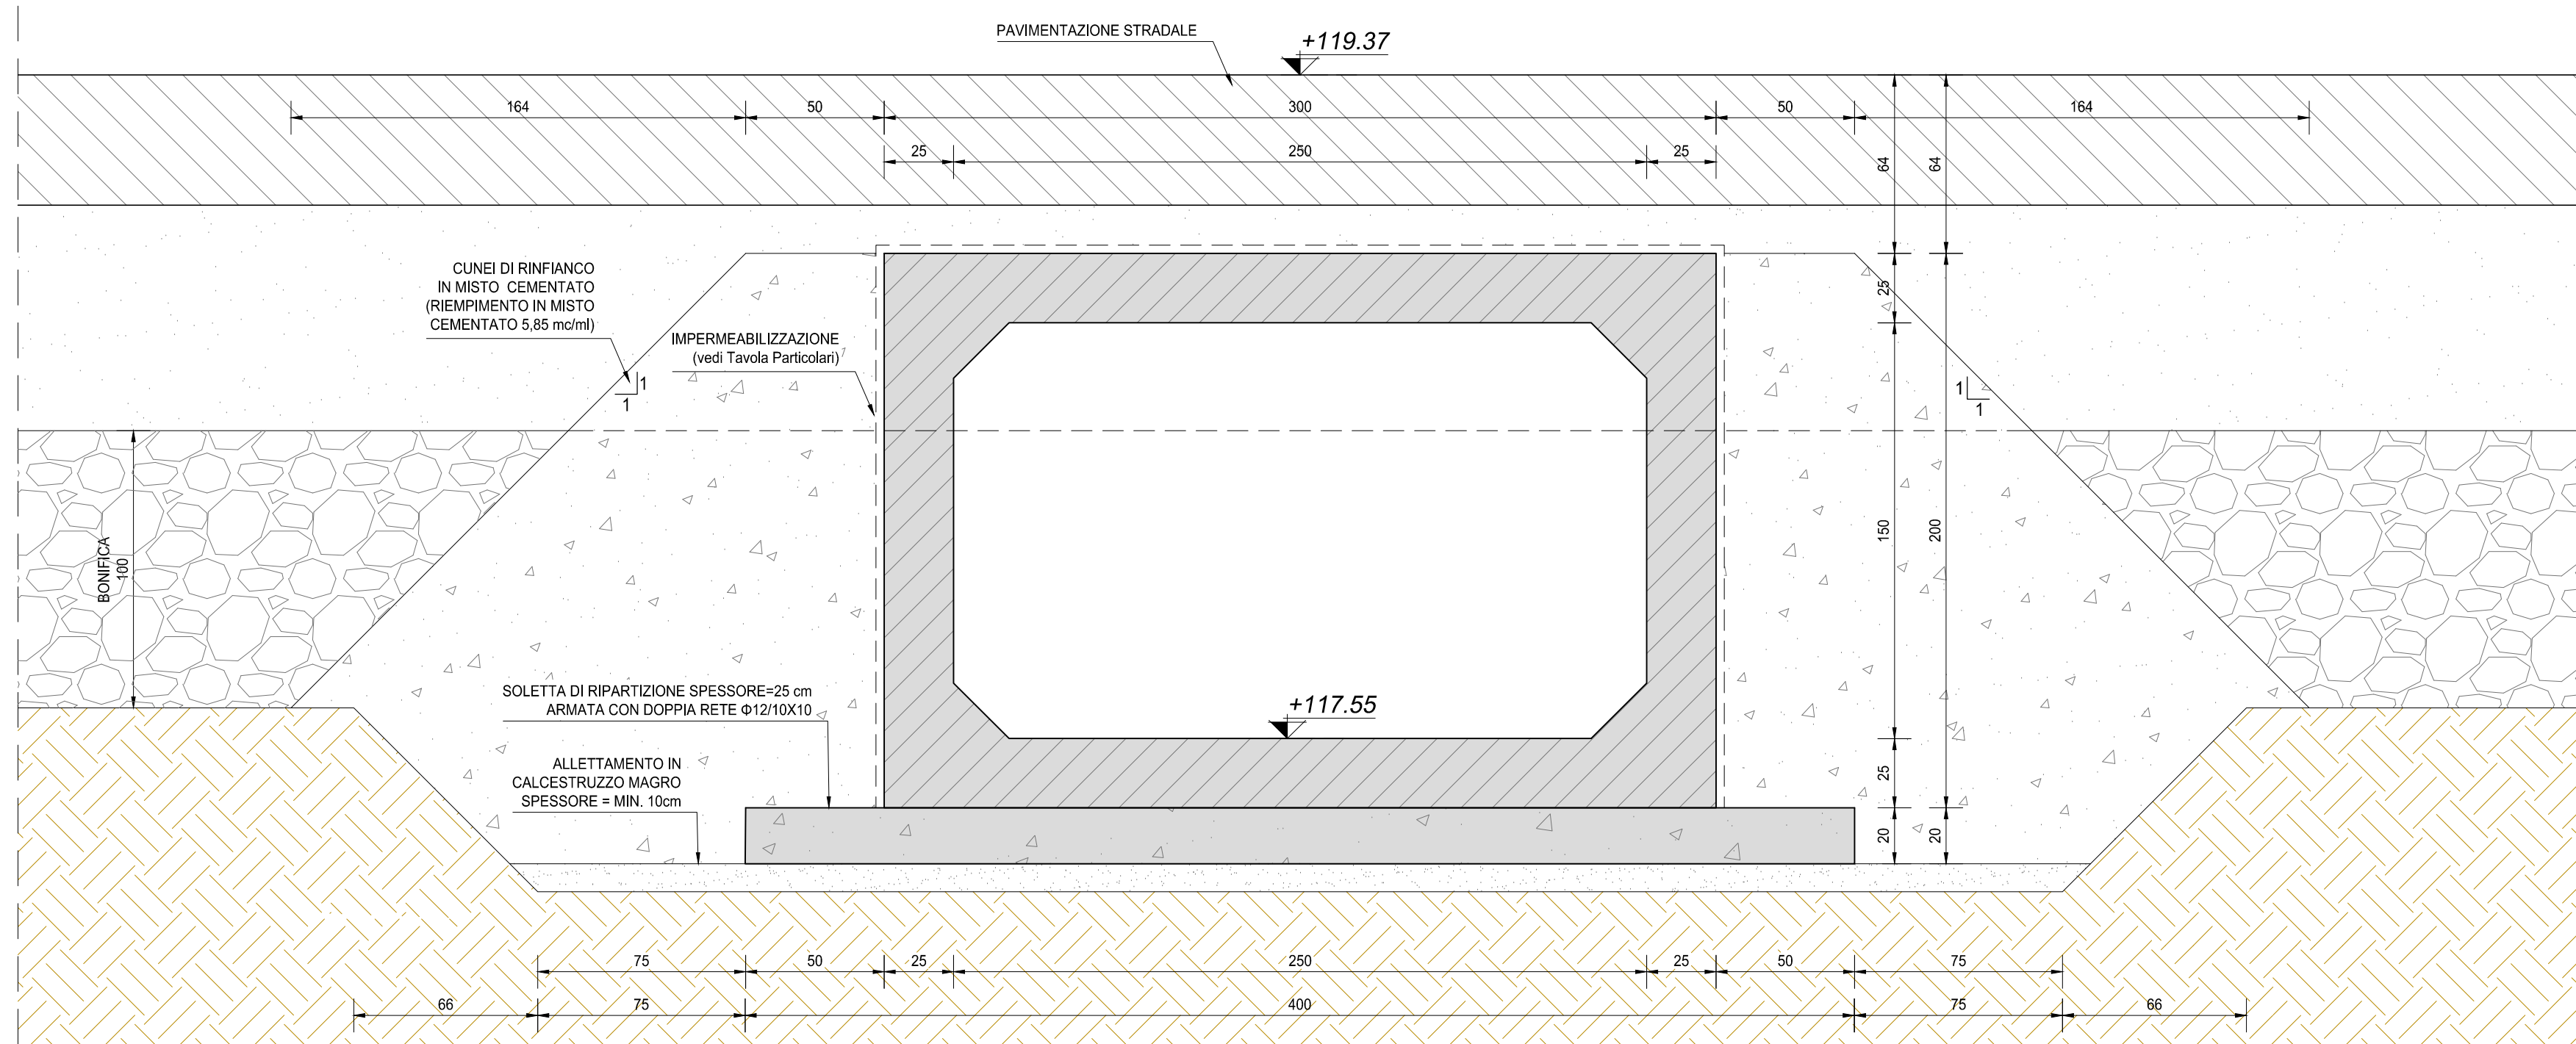 PAVIMENTAZIONE STRADALE
+119.37
164
50
300
50
164
25
250
25
64
64
CUNEI DI RINFIANCO
IN MISTO CEMENTATO
(RIEMPIMENTO IN MISTO
CEMENTATO 5,85 mc/ml)
1
1
IMPERMEABILIZZAZIONE
(vedi Tavola Particolari)
25
1
1
150
200
BONIFICA
100
SOLETTA DI RIPARTIZIONE SPESSORE=25 cm
ARMATA CON DOPPIA RETE Φ12/10X10
+117.55
ALLETTAMENTO IN
CALCESTRUZZO MAGRO
SPESSORE = MIN. 10cm
25
20
20
75
50
25
250
25
50
75
66
75
400
75
66